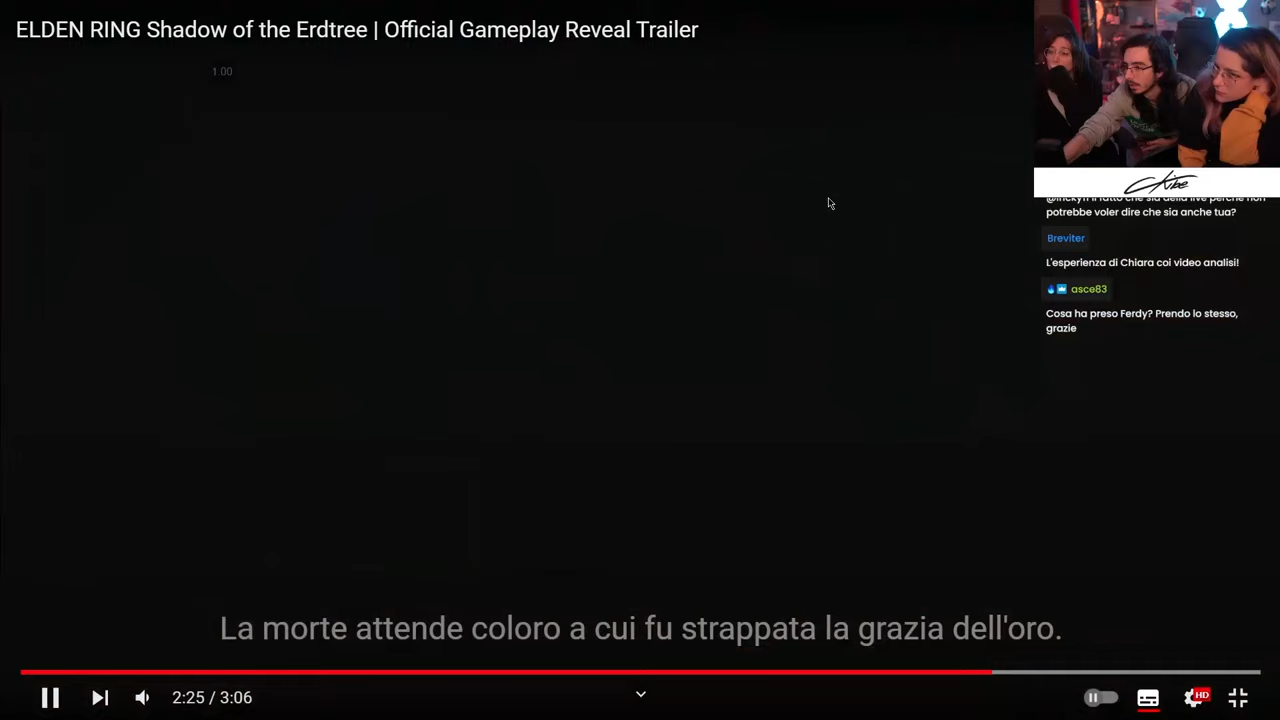 ELDEN RING Shadow of the Erdtree | Official Gameplay Reveal Trailer
1.00
potrebbe voler dire che sia anche tua?
Breviter
L'esperienza di Chiara coi video analisi!
asce83
Cosa ha preso Ferdy? Prendo lo stesso,
grazie
La morte attende coloro a cui fu strappata la grazia dell'oro.
2:25 / 3:06
HD